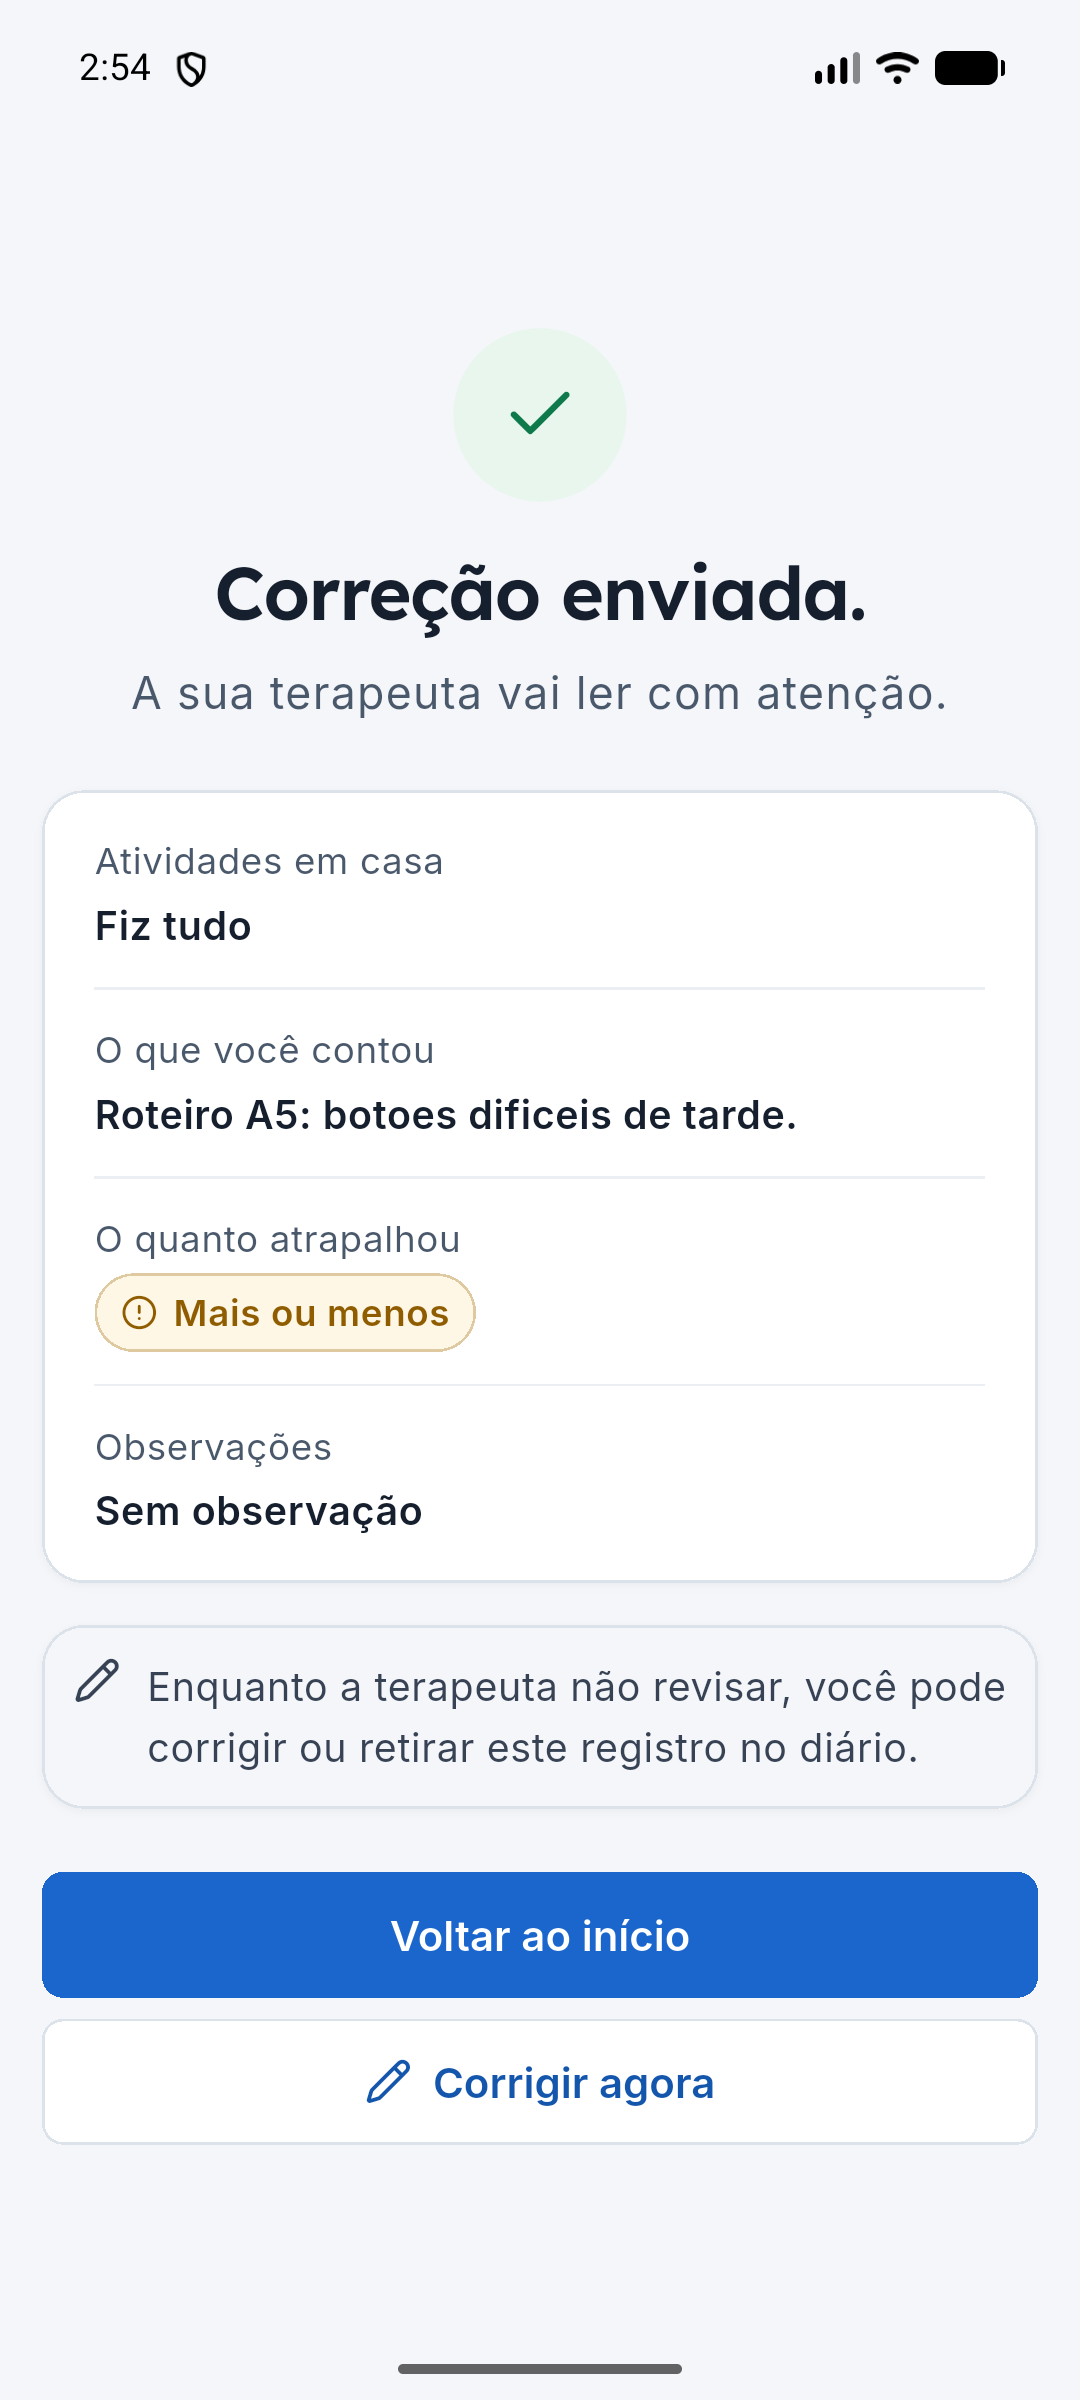 2:54
Correção enviada.
A sua terapeuta vai ler com atenção.
Atividades em casa
Fiz tudo
O que você contou
Roteiro A5: botoes dificeis de tarde.
O quanto atrapalhou
Mais ou menos
Observações
Sem observação
Enquanto a terapeuta não revisar, você pode
corrigir ou retirar este registro no diário.
Voltar ao início
Corrigir agora